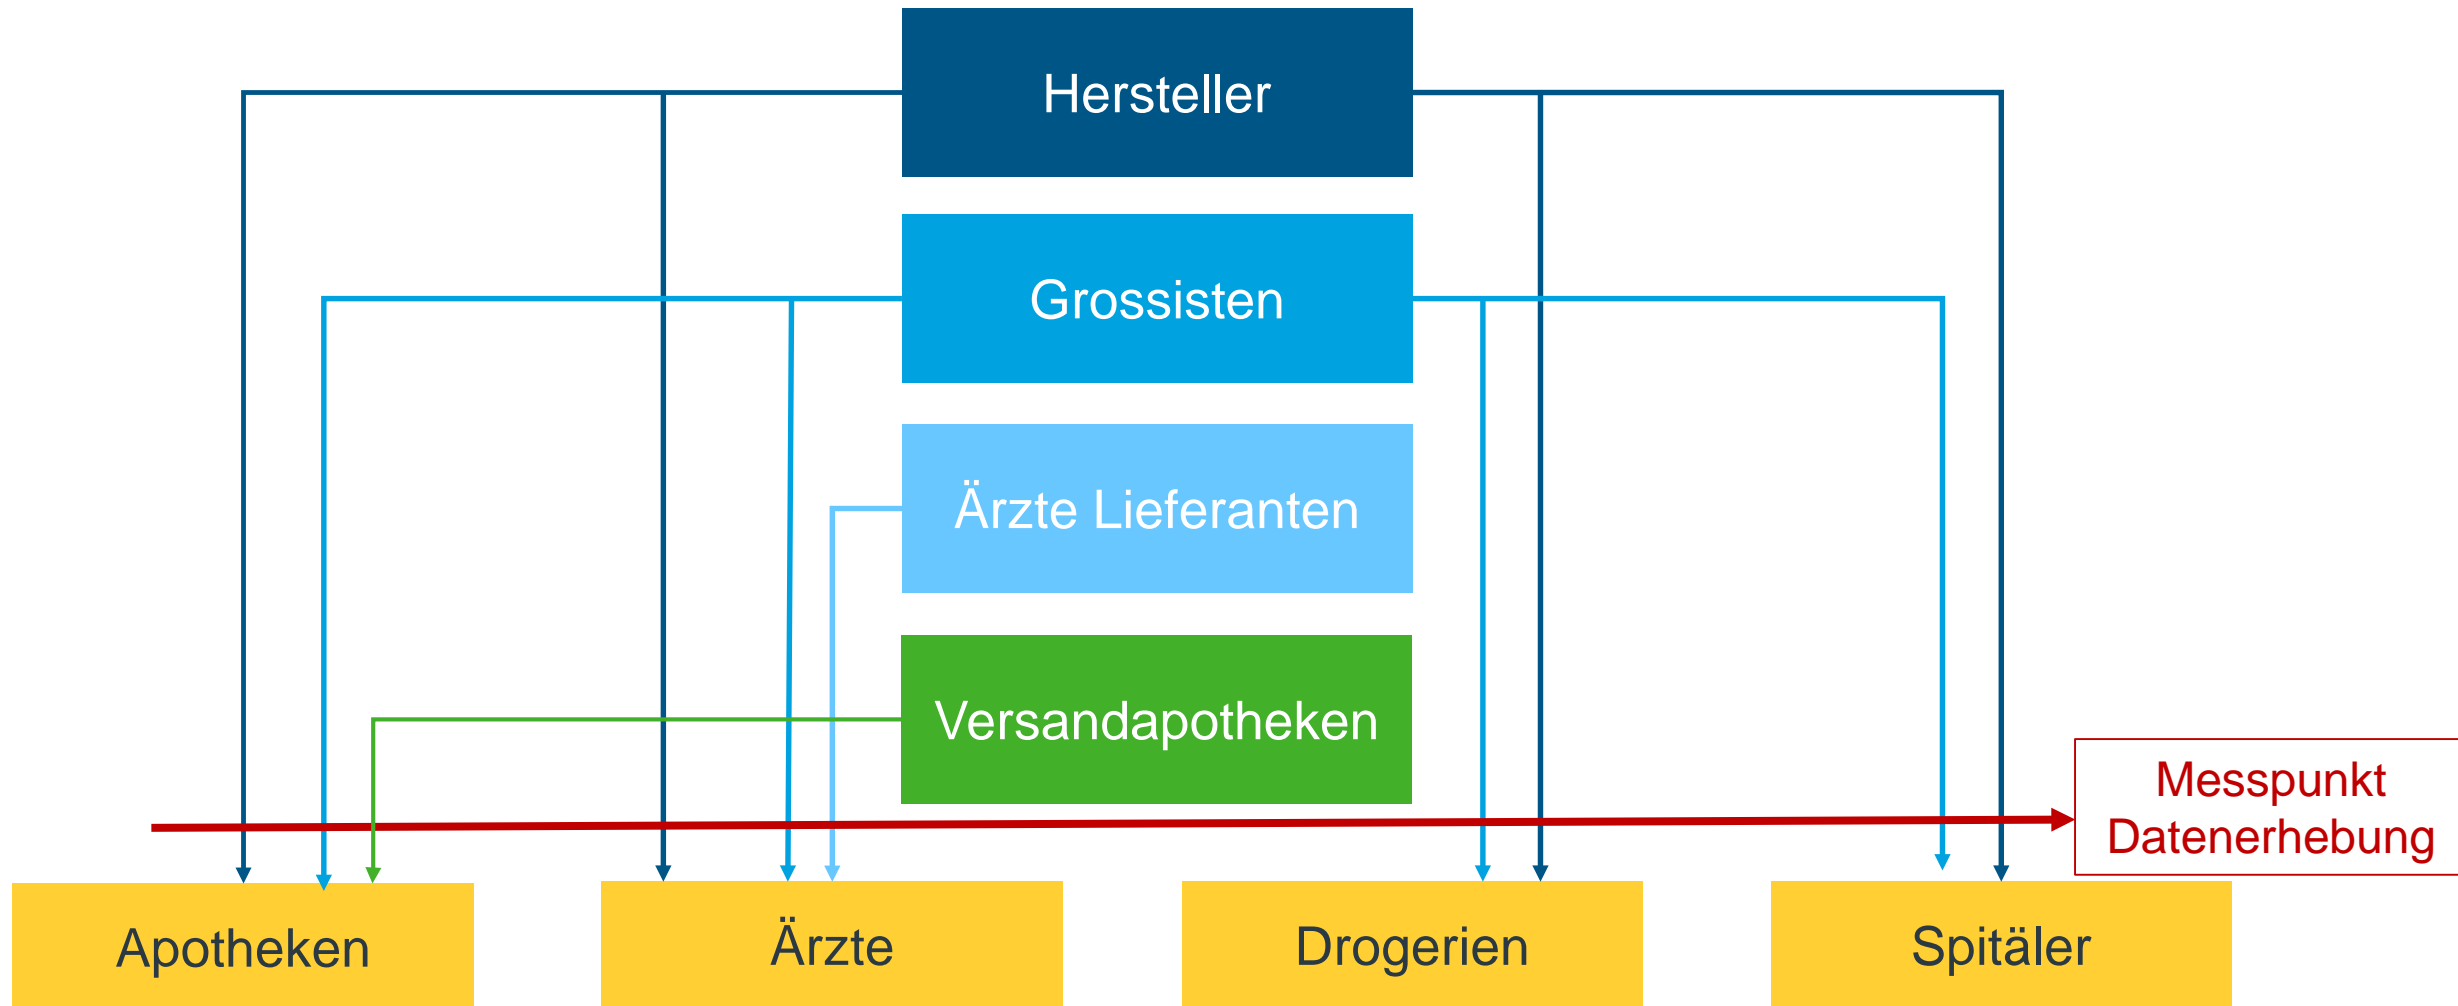 Hersteller
Grossisten
Ärzte Lieferanten
Versandapotheken
Messpunkt
Datenerhebung
Apotheken
Ärzte
Drogerien
Spitäler